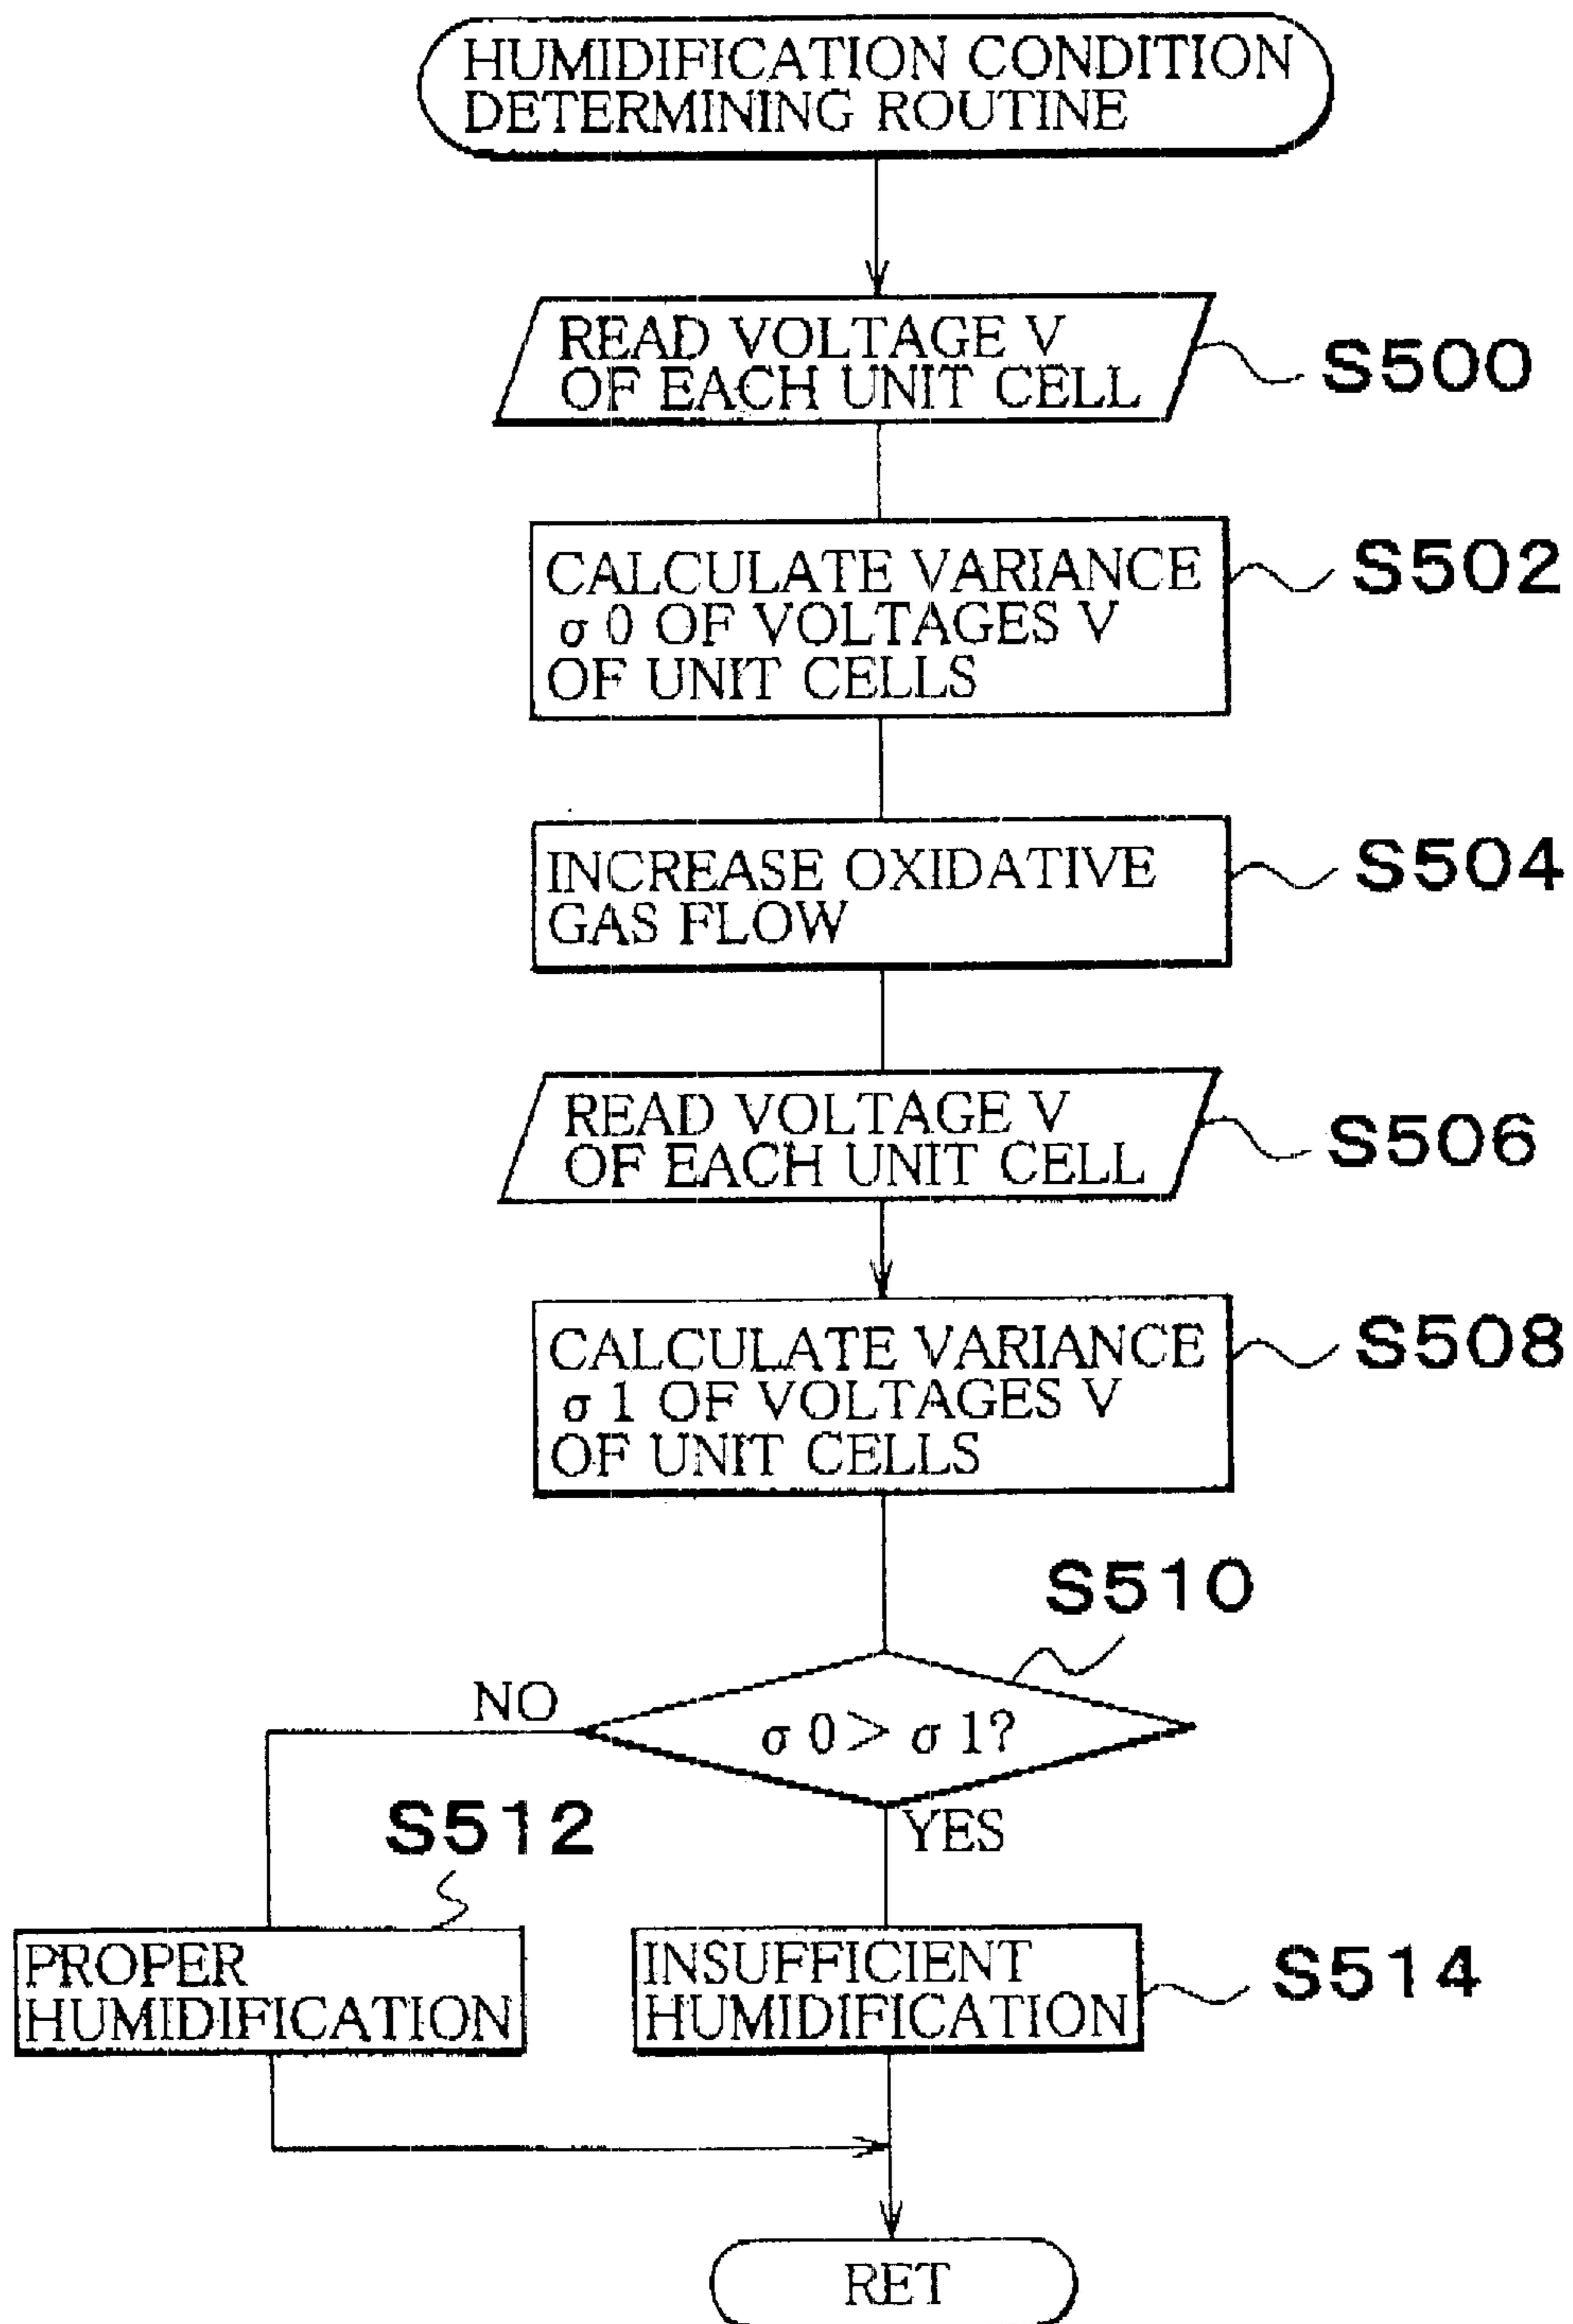 HUMIDIFICATION CONDITION
DETERMINING ROUTINE
READ VOLTAGE V
OF EACH UNIT CELL
S500
CALCULATE VARIANCE
σ 0 OF VOLTAGES V
OF UNIT CELLS
S502
INCREASE OXIDATIVE
GAS FLOW
S504
READ VOLTAGE V
OF EACH UNIT CELL
S506
CALCULATE VARIANCE
σ 1 OF VOLTAGES V
OF UNIT CELLS
S508
S510
NO
σ 0 > σ 1?
YES
S512
PROPER
HUMIDIFICATION
INSUFFICIENT
HUMIDIFICATION
S514
RET